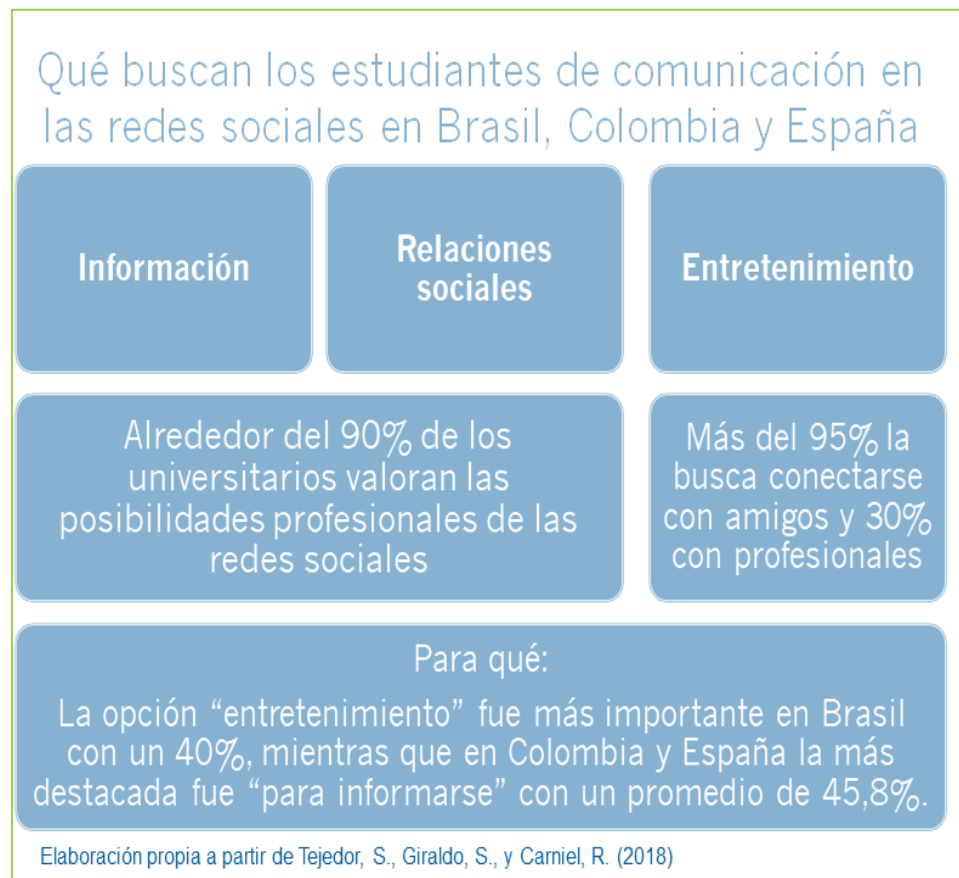 Qué buscan los estudiantes de comunicación en
las redes sociales en Brasil, Colombia y España
Información
Relaciones
sociales
Entretenimiento
Alrededor del 90% de los
universitarios valoran las
posibilidades profesionales de las
redes sociales
Más del 95% la
busca conectarse
con amigos y 30%
con profesionales
Para qué:
La opción “entretenimiento” fue más importante en Brasil
con un 40%, mientras que en Colombia y España la más
destacada fue “para informarse” con un promedio de 45,8%.
Elaboración propia a partir de Tejedor, S., Giraldo, S., y Carniel, R. (2018)